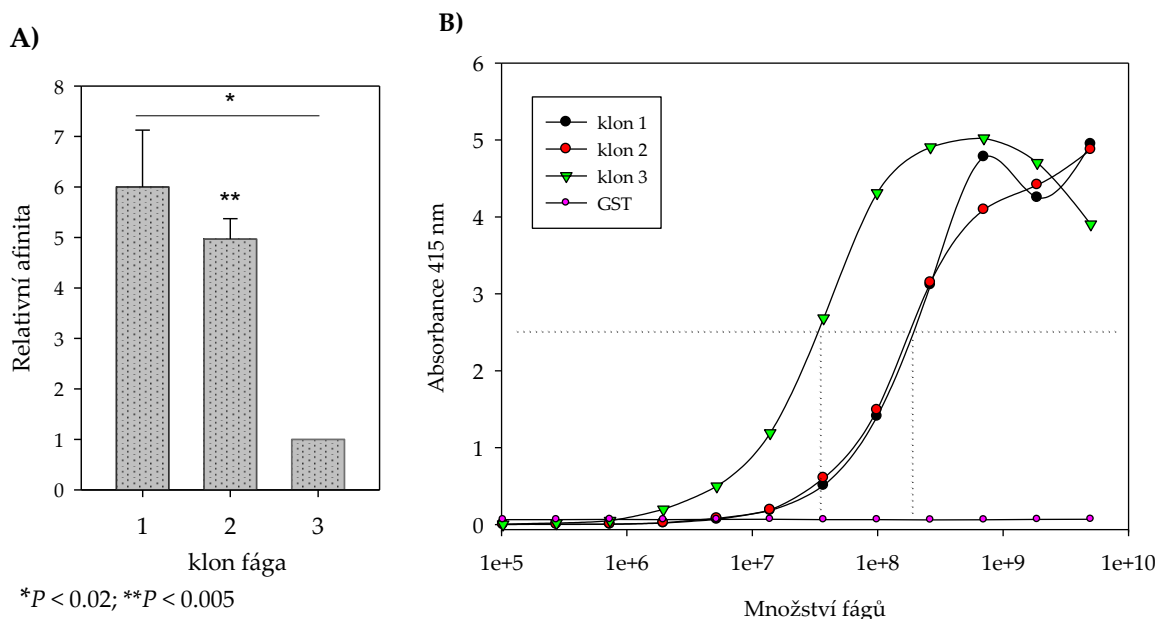 A)
8
7
6
5
4
3
2
1
0
*
**
Relativní afinita
1 2 3
klon fága
*P < 0.02; **P < 0.005
B)
6
5
4
3
2
1
0
klon 1
klon 2
klon 3
GST
Absorbance 415 nm
1e+5 1e+6 1e+7 1e+8 1e+9 1e+10
Množství fágů